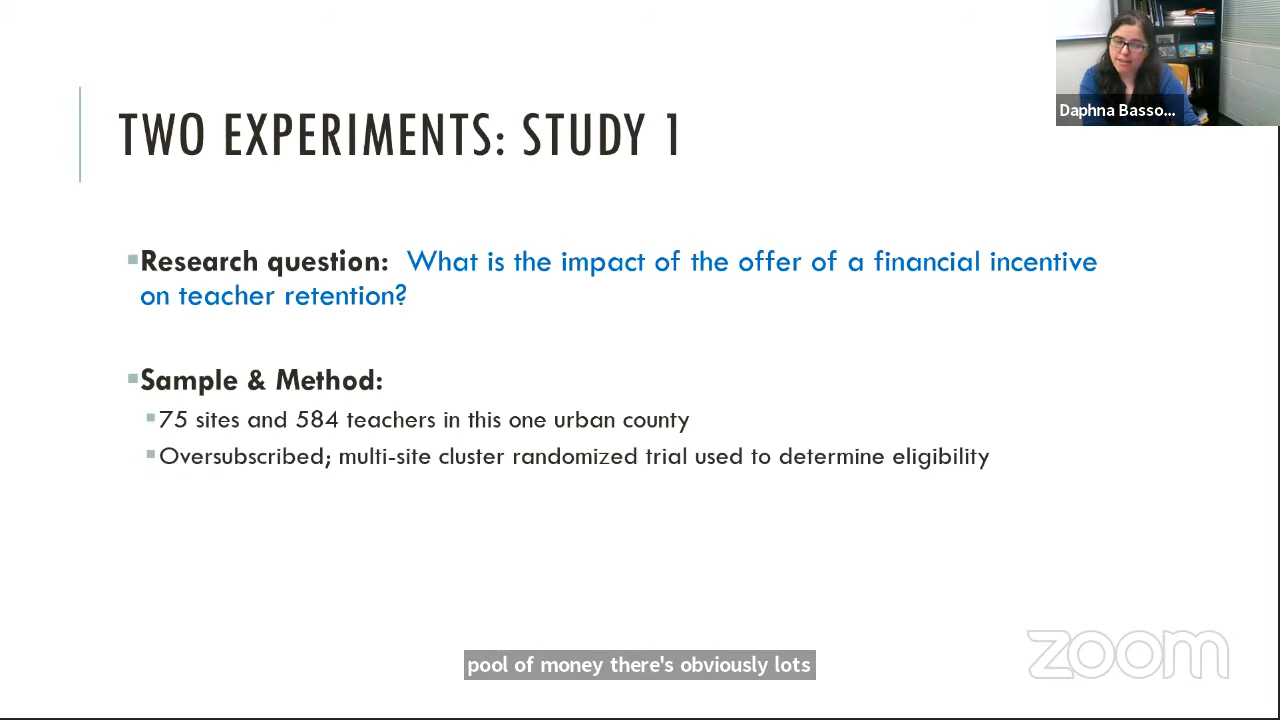 Daphna Basso...
TWO EXPERIMENTS: STUDY 1
Research question: What is the impact of the offer of a financial incentive
on teacher retention?
Sample & Method:
75 sites and 584 teachers in this one urban county
Oversubscribed; multi-site cluster randomized trial used to determine eligibility
pool of money there's obviously lots
zoom